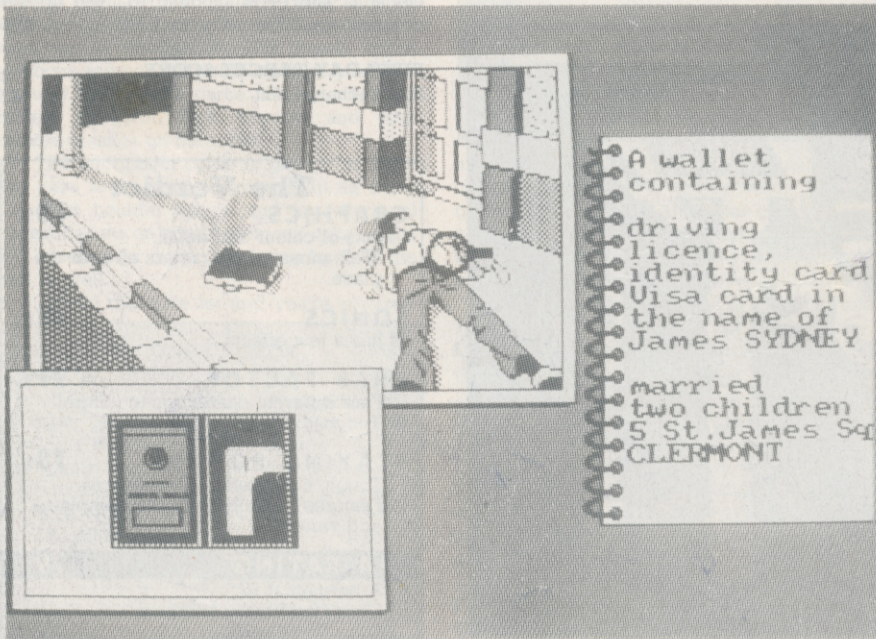 A wallet
containing
driving
licence,
identity card
Visa card in
the name of
James SYDNEY
married
two children
5 St.James Sq
CLERMONT